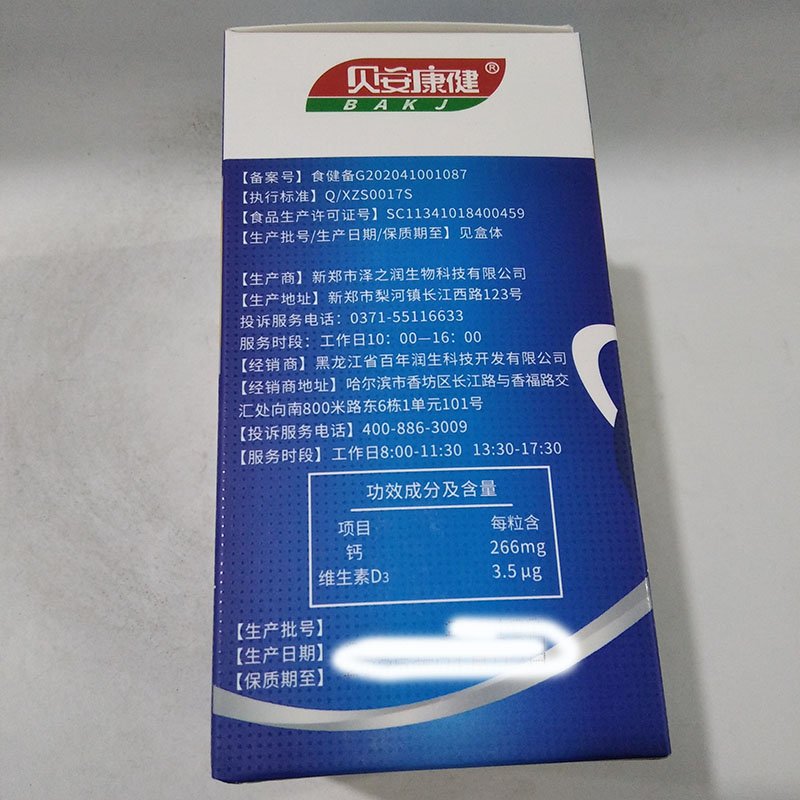 贝安康健®
BAKJ
【备案号】食健备G202041001087
【执行标准】Q/XZS0017S
【食品生产许可证号】SC11341018400459
【生产批号/生产日期/保质期至】见盒体
【生产商】新郑市泽之润生物科技有限公司
【生产地址】新郑市梨河镇长江西路123号
投诉服务电话：0371-55116633
服务时段：工作日10：00—16：00
【经销商】黑龙江省百年润生科技开发有限公司
【经销商地址】哈尔滨市香坊区长江路与香福路交
汇处向南800米路东6栋1单元101号
【投诉服务电话】400-886-3009
【服务时段】工作日8:00-11:30 13:30-17:30
功效成分及含量
项目 每粒含
钙 266mg
维生素D3 3.5μg
【生产批号】
【生产日期】
【保质期至】